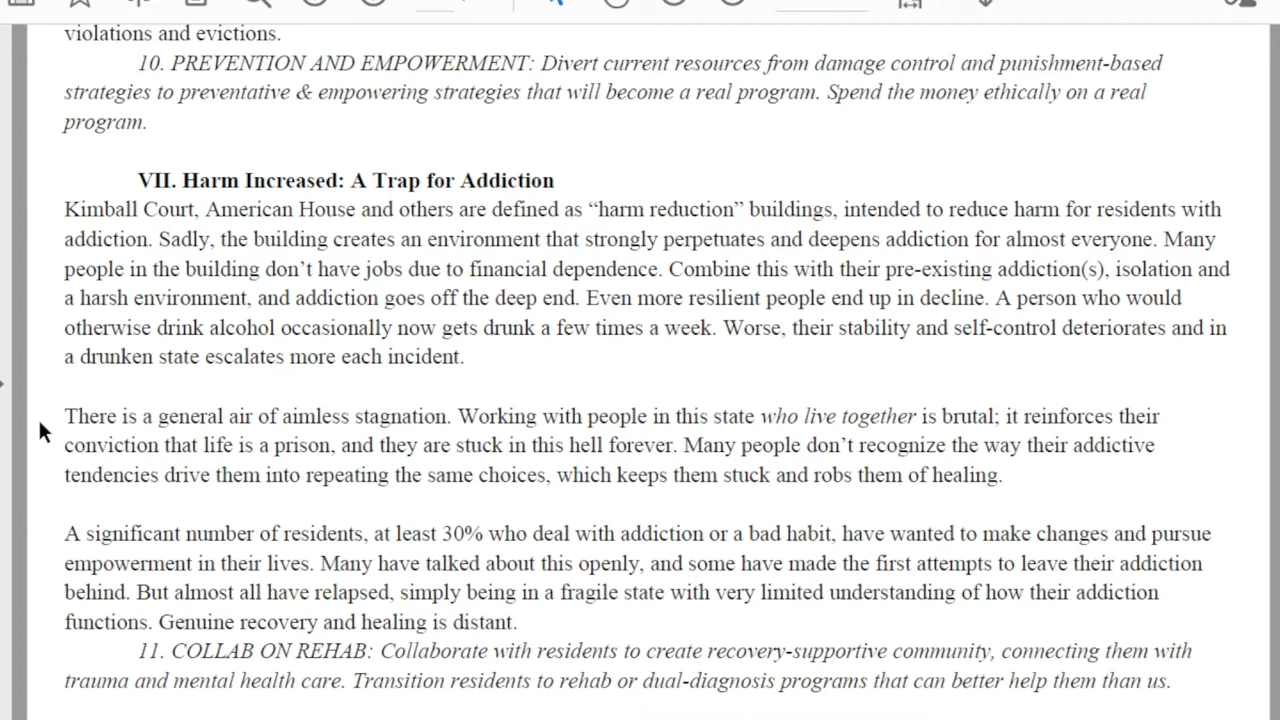 violations and evictions.
10. PREVENTION AND EMPOWERMENT: Divert current resources from damage control and punishment-based
strategies to preventative & empowering strategies that will become a real program. Spend the money ethically on a real
program.
VII. Harm Increased: A Trap for Addiction
Kimball Court, American House and others are defined as “harm reduction” buildings, intended to reduce harm for residents with
addiction. Sadly, the building creates an environment that strongly perpetuates and deepens addiction for almost everyone. Many
people in the building don’t have jobs due to financial dependence. Combine this with their pre-existing addiction(s), isolation and
a harsh environment, and addiction goes off the deep end. Even more resilient people end up in decline. A person who would
otherwise drink alcohol occasionally now gets drunk a few times a week. Worse, their stability and self-control deteriorates and in
a drunken state escalates more each incident.
There is a general air of aimless stagnation. Working with people in this state who live together is brutal; it reinforces their
conviction that life is a prison, and they are stuck in this hell forever. Many people don’t recognize the way their addictive
tendencies drive them into repeating the same choices, which keeps them stuck and robs them of healing.
A significant number of residents, at least 30% who deal with addiction or a bad habit, have wanted to make changes and pursue
empowerment in their lives. Many have talked about this openly, and some have made the first attempts to leave their addiction
behind. But almost all have relapsed, simply being in a fragile state with very limited understanding of how their addiction
functions. Genuine recovery and healing is distant.
11. COLLAB ON REHAB: Collaborate with residents to create recovery-supportive community, connecting them with
trauma and mental health care. Transition residents to rehab or dual-diagnosis programs that can better help them than us.